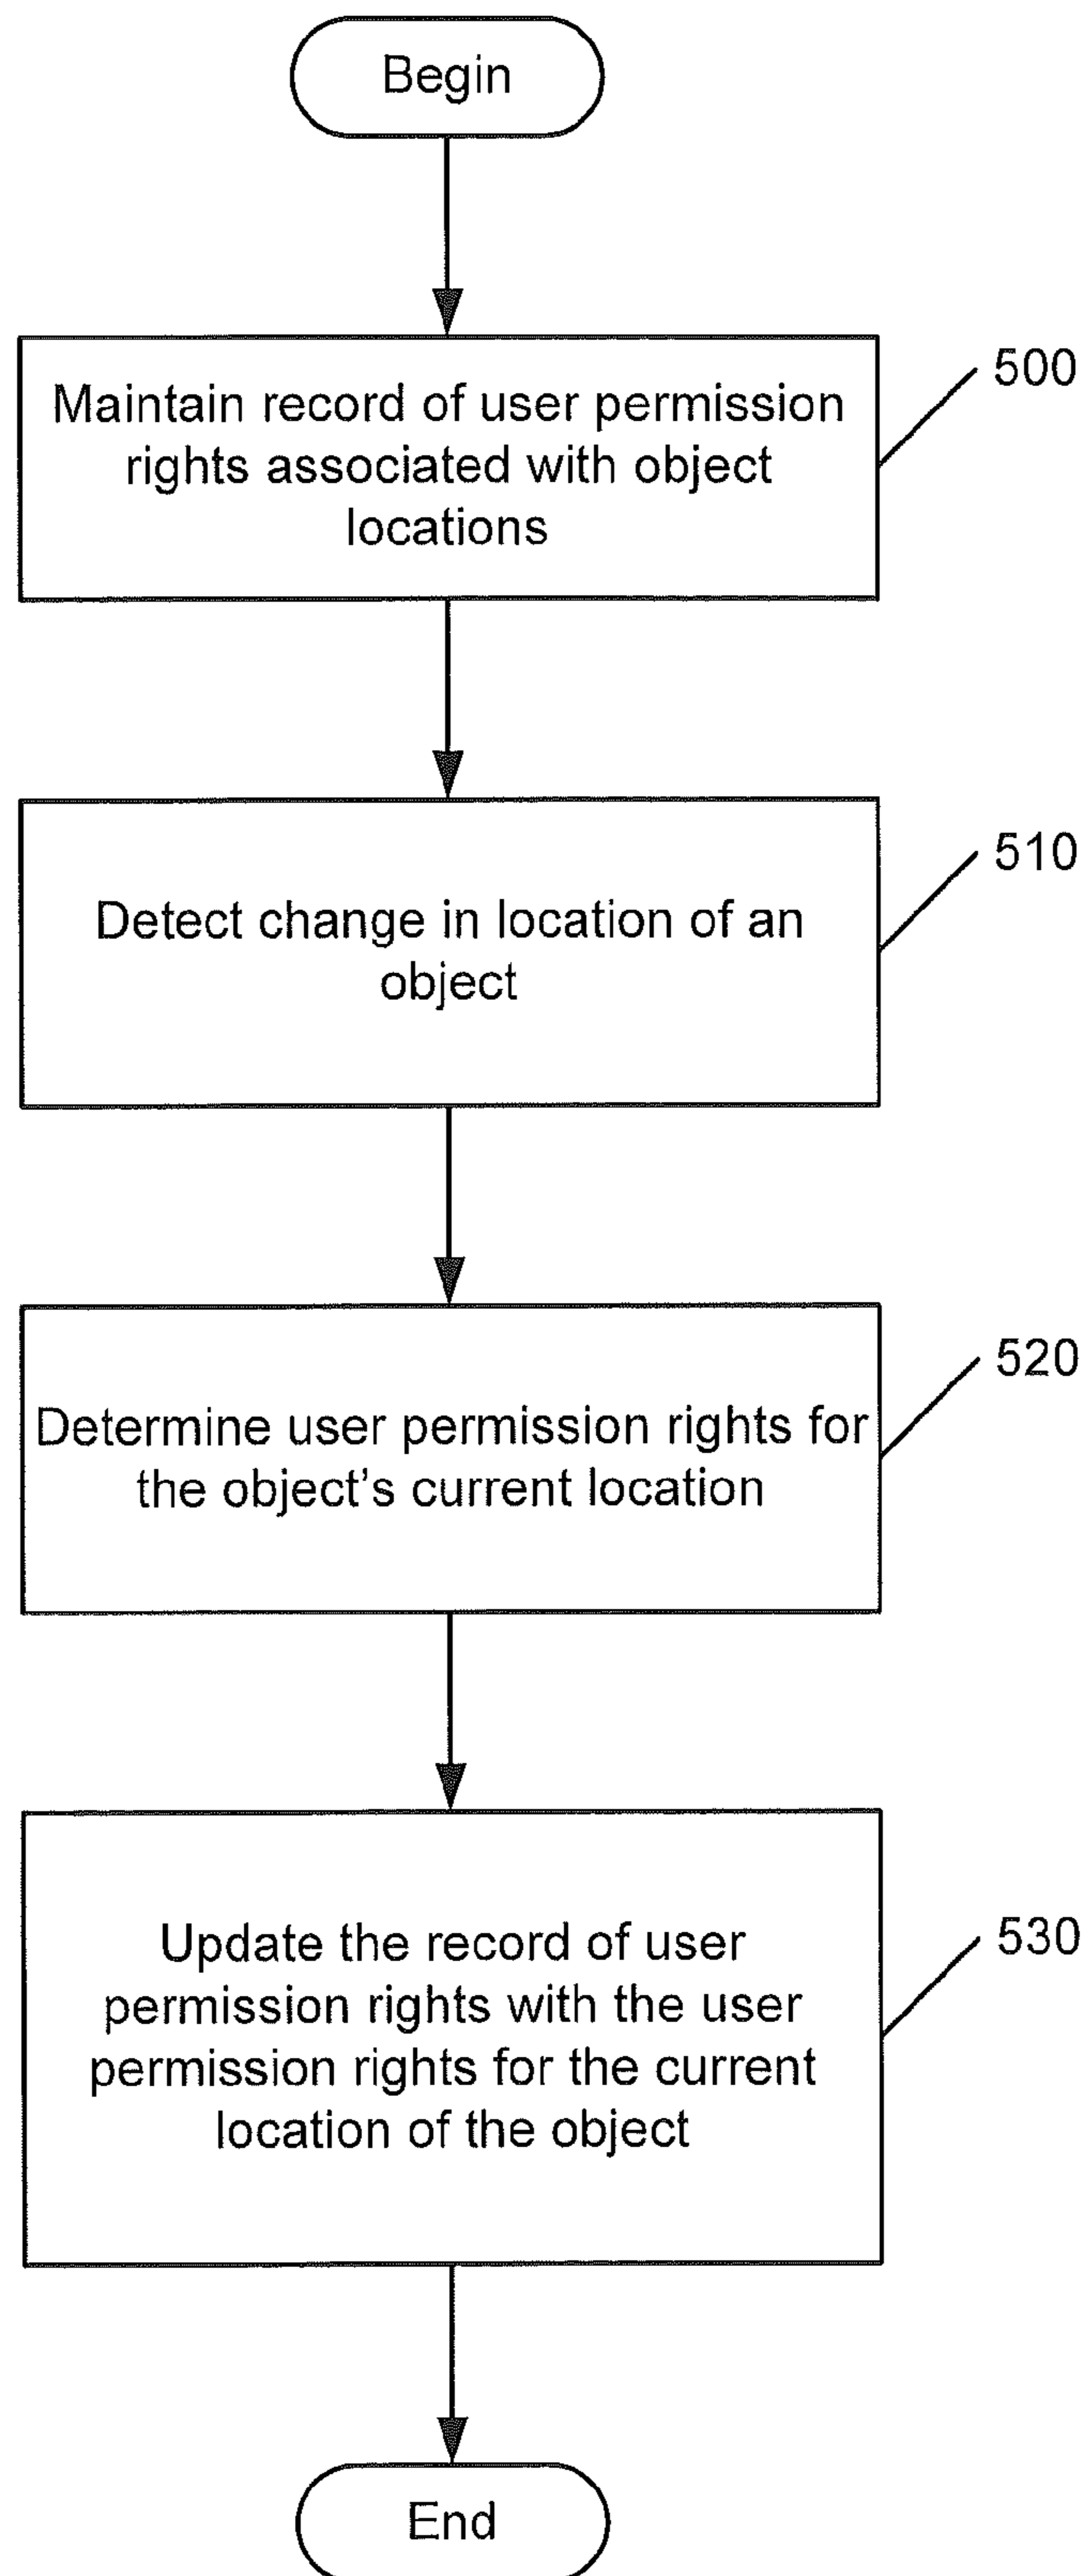 Begin
Maintain record of user permission
rights associated with object
locations
500
Detect change in location of an
object
510
Determine user permission rights for
the object's current location
520
Update the record of user
permission rights with the user
permission rights for the current
location of the object
530
End